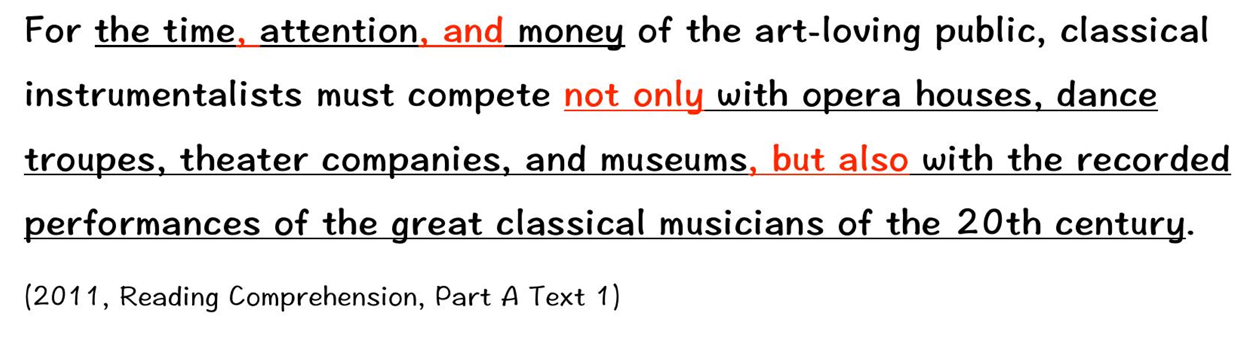 For the time, attention, and money of the art-loving public, classical
instrumentalists must compete not only with opera houses, dance
troupes, theater companies, and museums, but also with the recorded
performances of the great classical musicians of the 20th century.
(2011, Reading Comprehension, Part A Text 1)